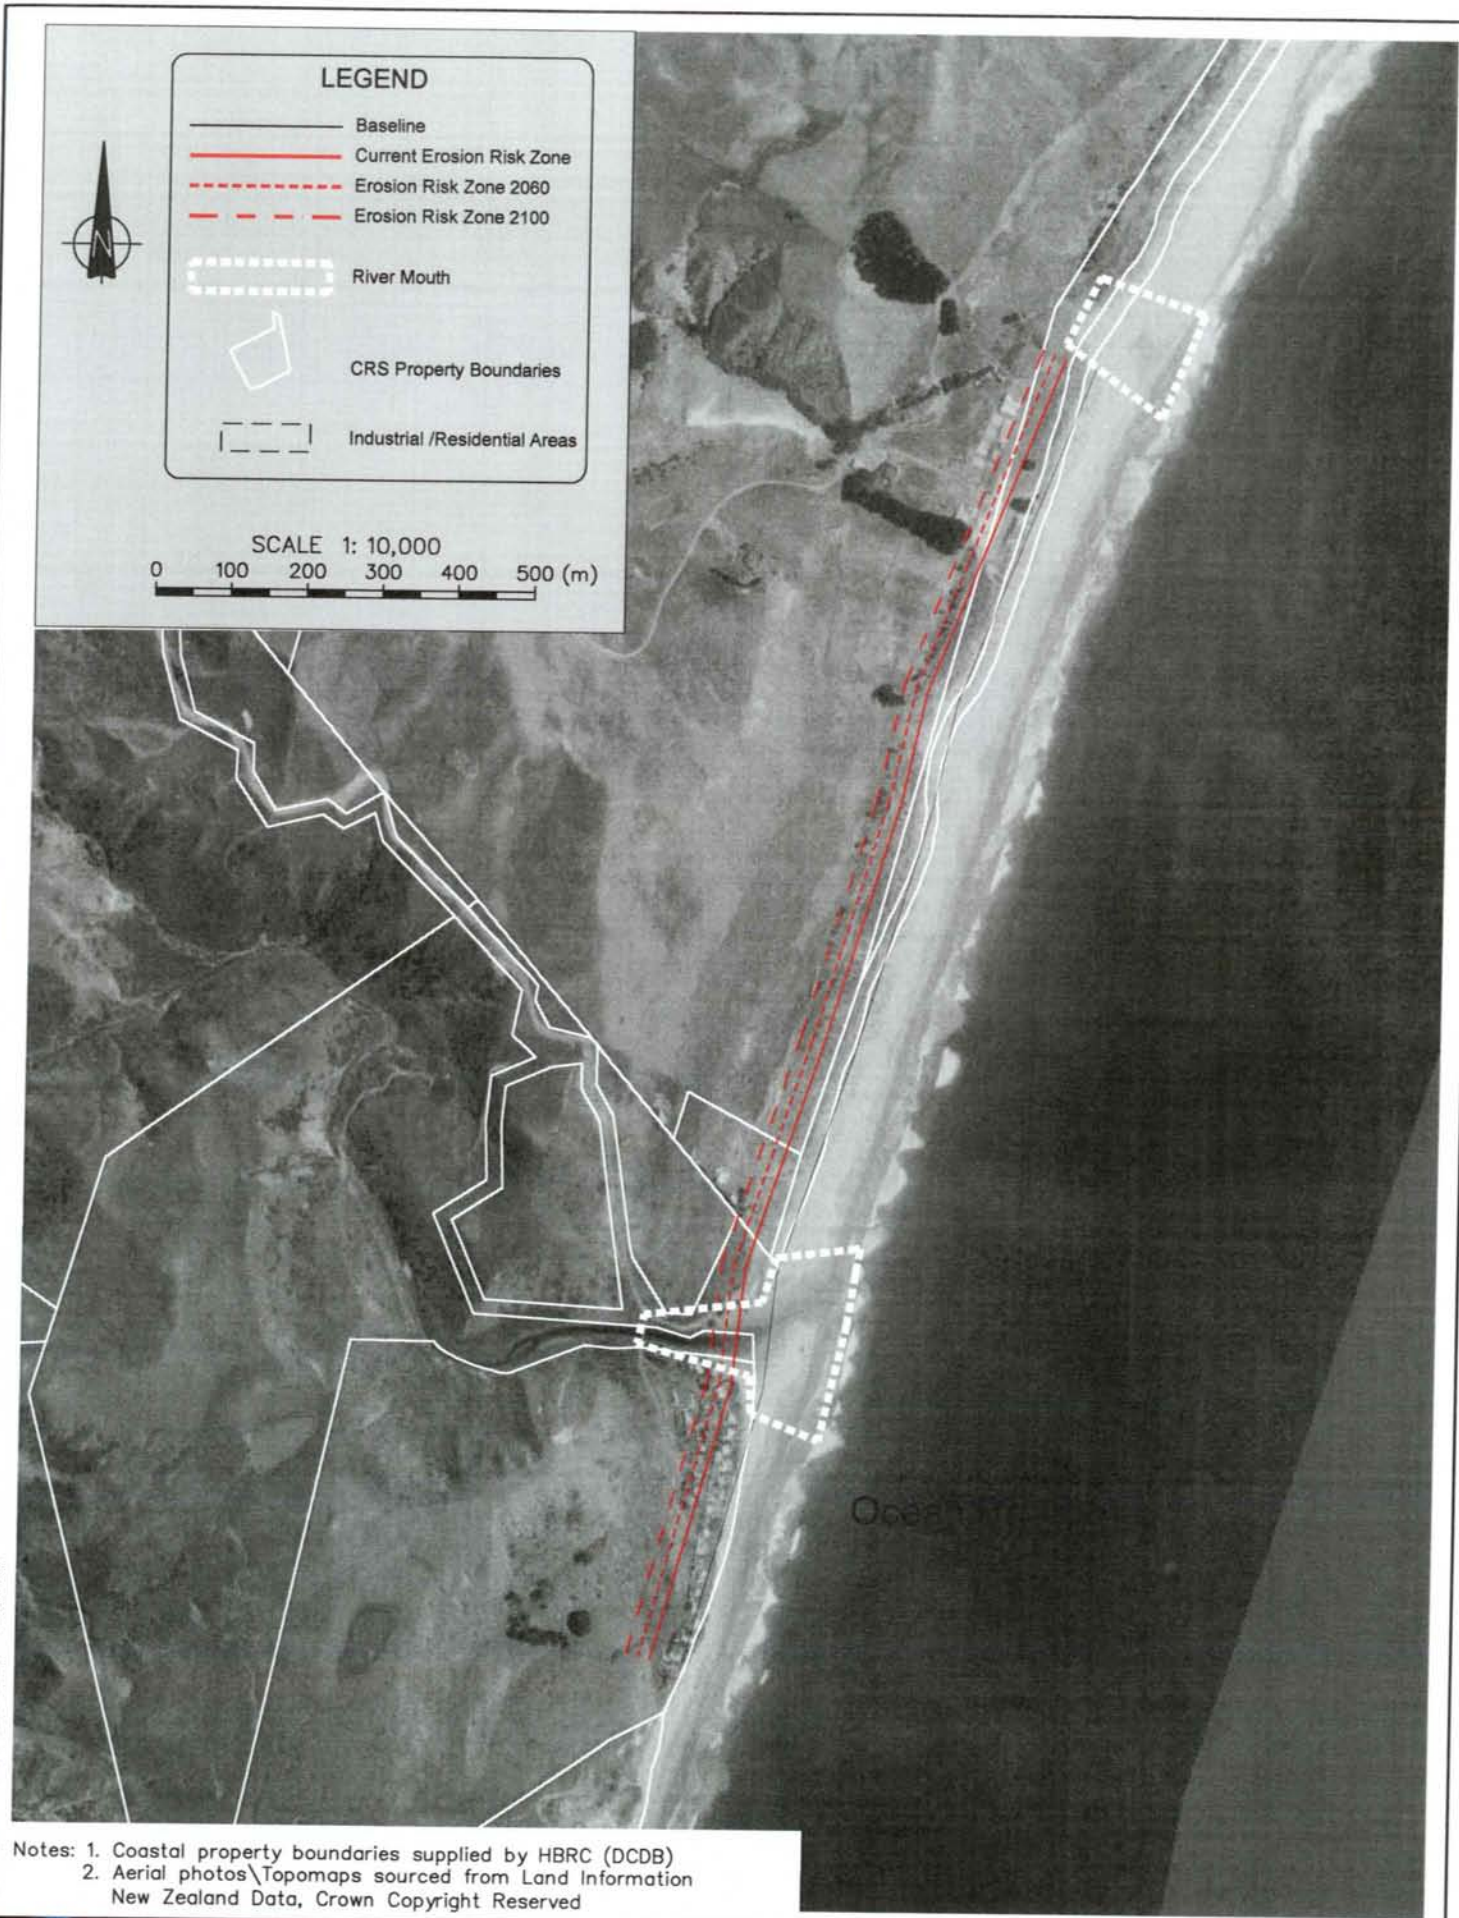 LEGEND
Baseline
Current Erosion Risk Zone
Erosion Risk Zone 2060
Erosion Risk Zone 2100
N
River Mouth
CRS Property Boundaries
Industrial /Residential Areas
SCALE 1: 10,000
0 100 200 300 400 500 (m)
Notes: 1. Coastal property boundaries supplied by HBRC (DCDB)
2. Aerial photos\Topomaps sourced from Land Information
New Zealand Data, Crown Copyright Reserved